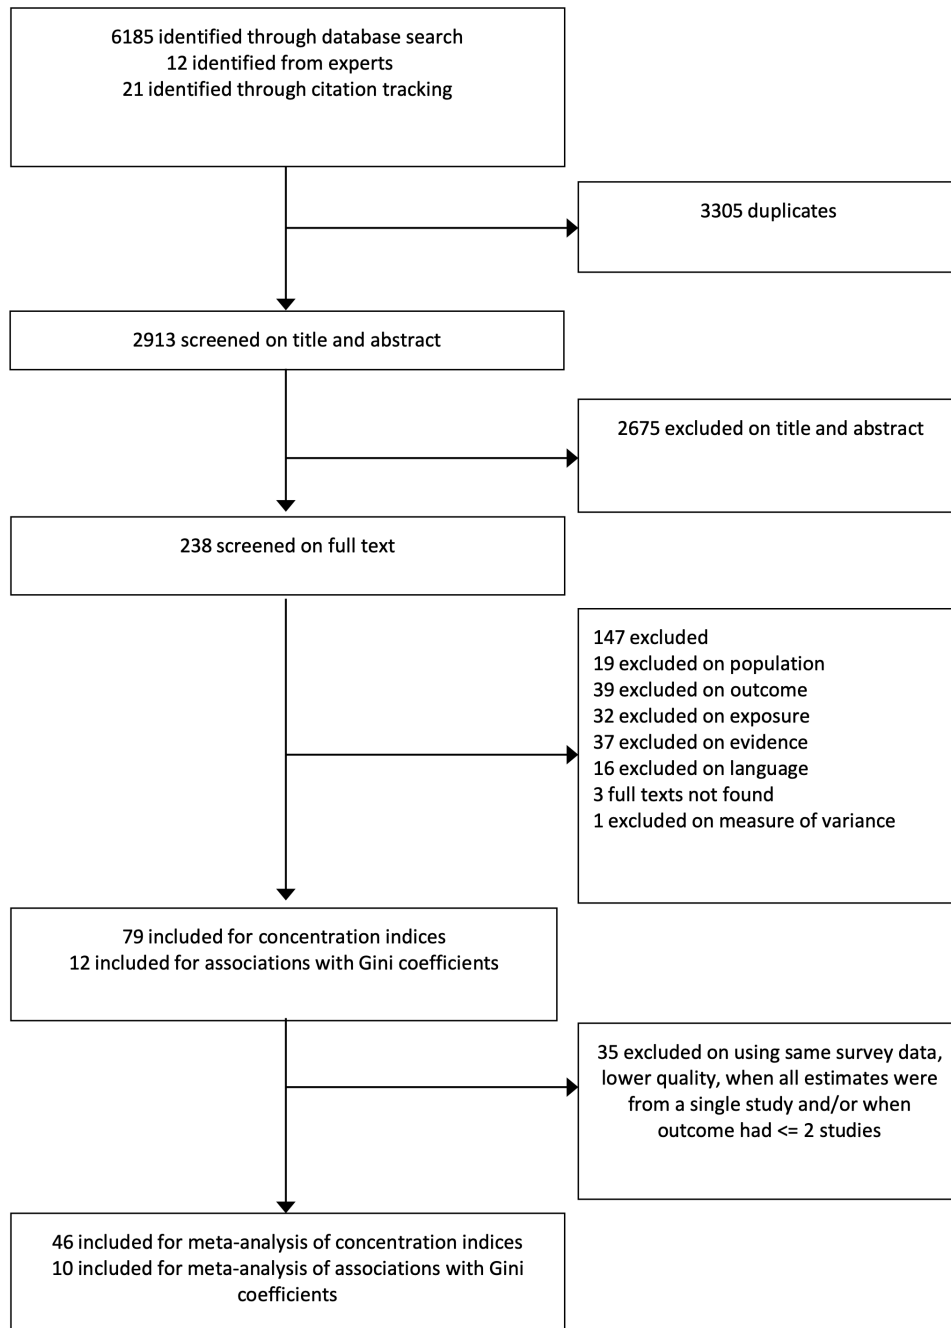 6185 identified through database search
12 identified from experts
21 identified through citation tracking
3305 duplicates
2913 screened on title and abstract
2675 excluded on title and abstract
238 screened on full text
147 excluded
19 excluded on population
39 excluded on outcome
32 excluded on exposure
37 excluded on evidence
16 excluded on language
3 full texts not found
1 excluded on measure of variance
79 included for concentration indices
12 included for associations with Gini coefficients
35 excluded on using same survey data,
lower quality, when all estimates were
from a single study and/or when
outcome had <= 2 studies
46 included for meta-analysis of concentration indices
10 included for meta-analysis of associations with Gini
coefficients